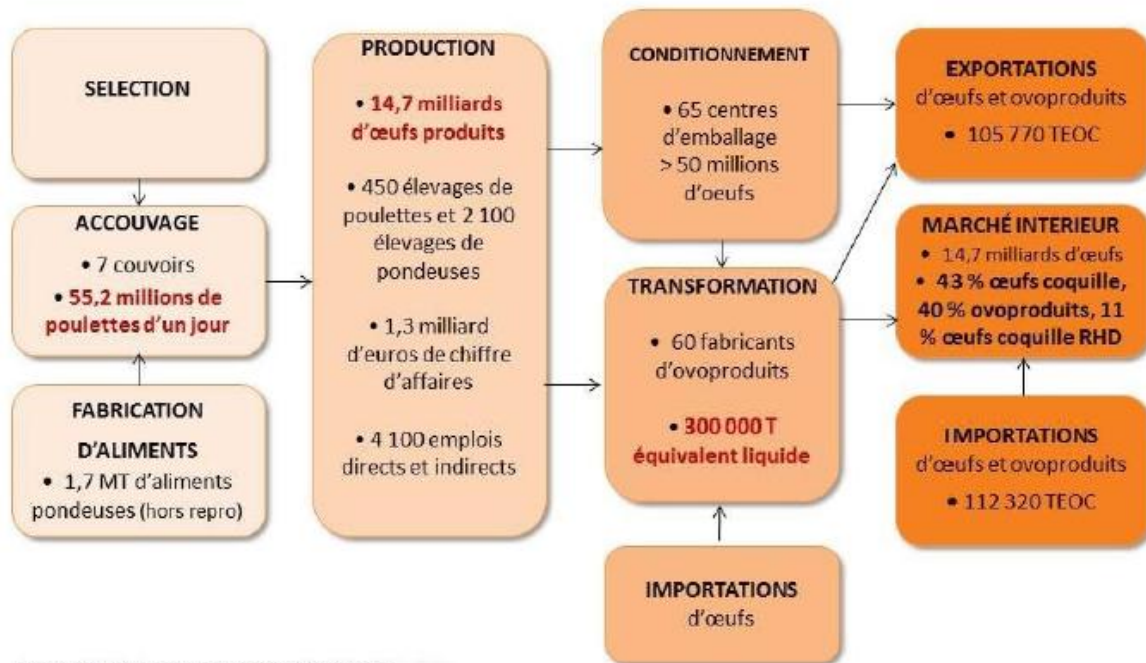 SELECTION
ACCOUVAGE
• 7 couvoirs
• 55,2 millions de
poulettes d'un jour
FABRICATION
D'ALIMENTS
• 1,7 MT d'aliments
pondeuses (hors repro)
PRODUCTION
• 14,7 milliards
d'œufs produits
• 450 élevages de
poulettes et 2 100
élevages de
pondeuses
• 1,3 milliard
d'euros de chiffre
d'affaires
• 4 100 emplois
directs et indirects
CONDITIONNEMENT
• 65 centres
d'emballage
> 50 millions
d'oeufs
TRANSFORMATION
• 60 fabricants
d'ovoproduits
• 300 000 T
équivalent liquide
IMPORTATIONS
d'œufs
EXPORTATIONS
d'œufs et ovoproduits
• 105 770 TEOC
MARCHÉ INTERIEUR
• 14,7 milliards d'œufs
• 43 % œufs coquille,
40 % ovoproduits, 11
% œufs coquille RHD
IMPORTATIONS
d'œufs et ovoproduits
• 112 320 TEOC